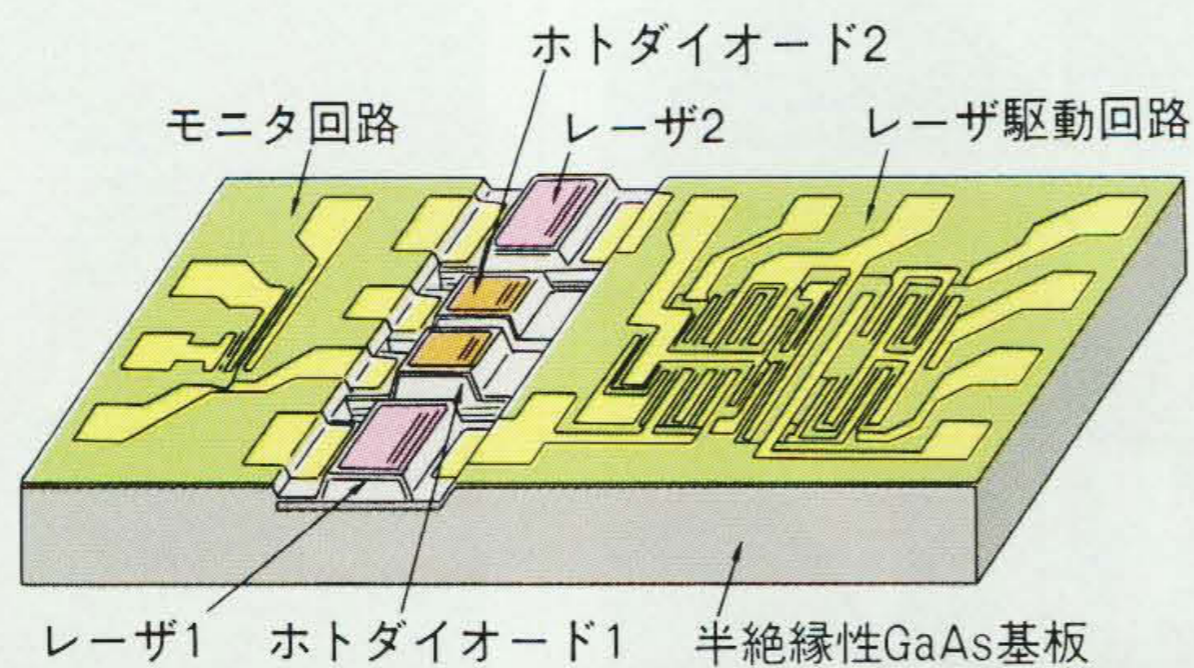 ホトダイオード2
モニタ回路
レーザ2
レーザ駆動回路
レーザ1
ホトダイオード1
半絶縁性GaAs基板